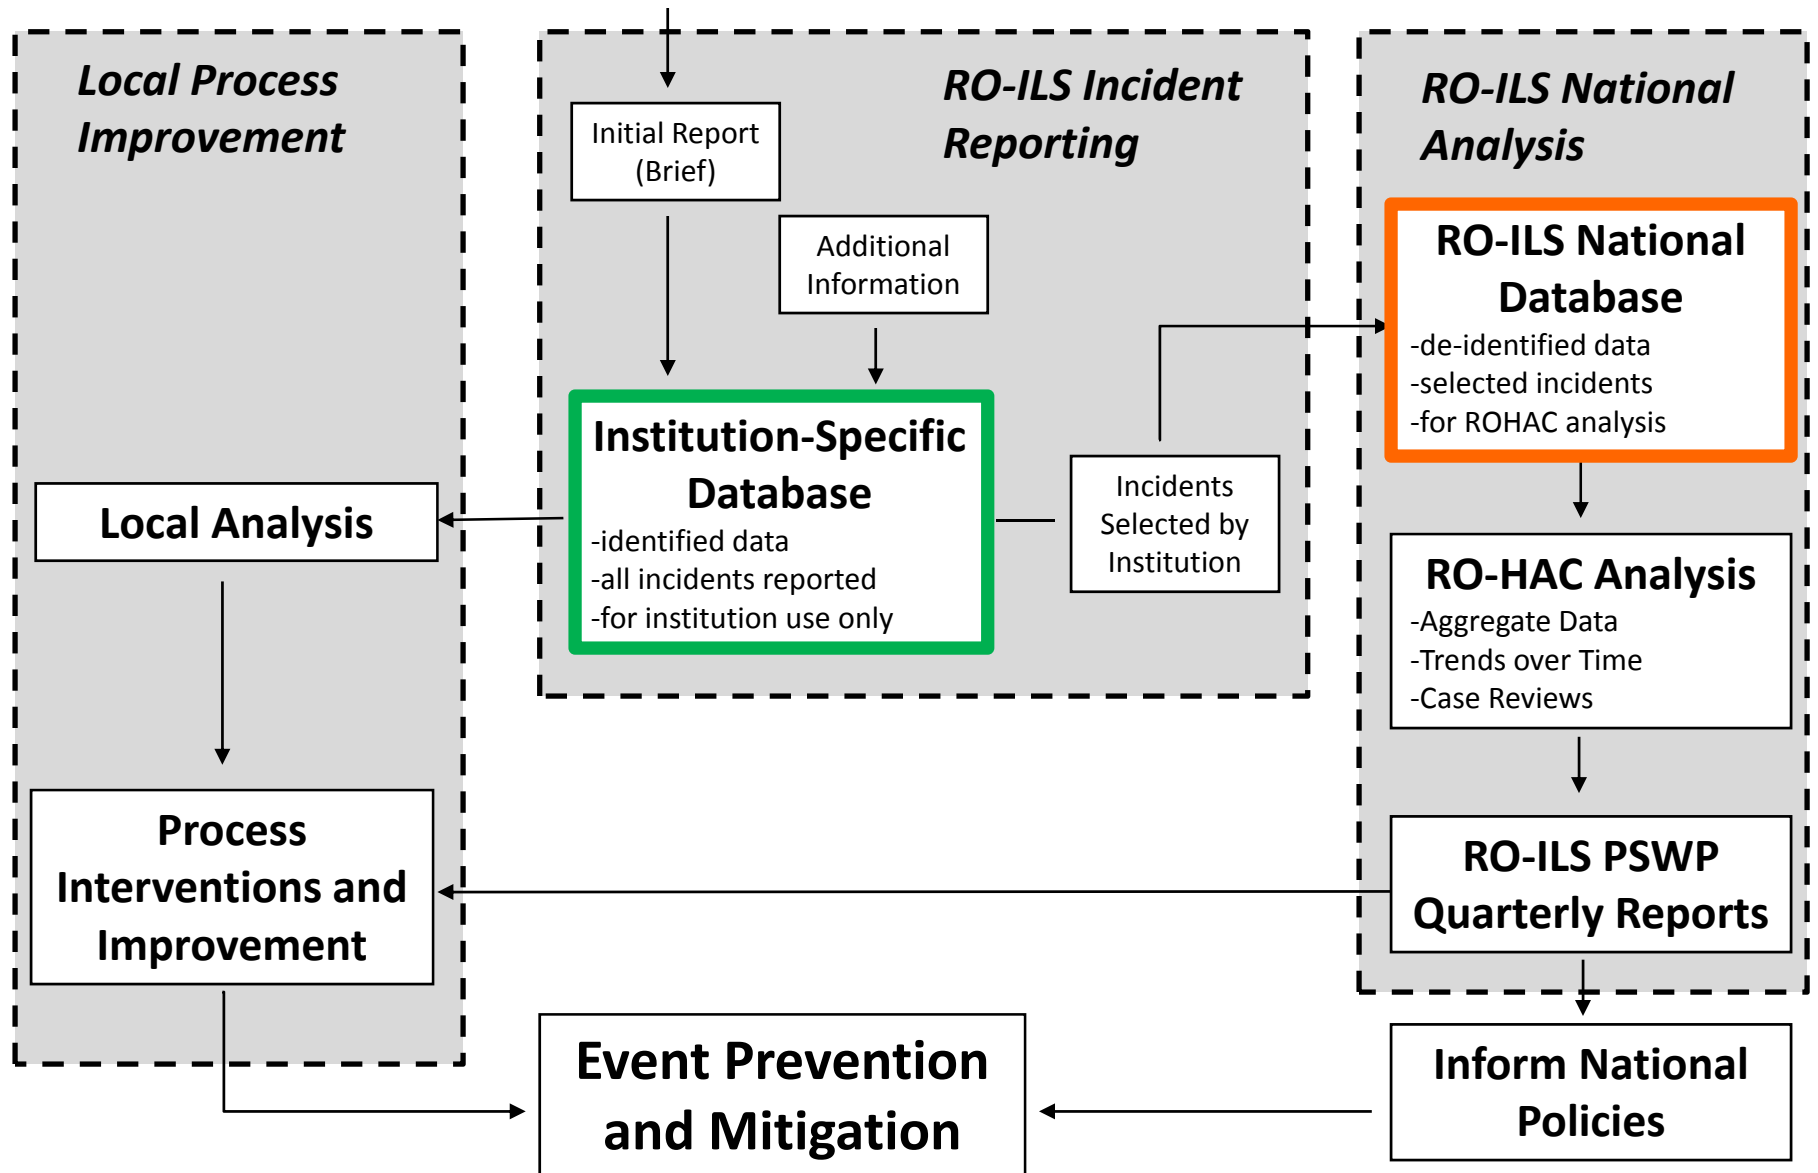 Local Process
Improvement
Local Analysis
Process
Interventions and
Improvement
RO-ILS Incident
Reporting
Initial Report
(Brief)
Additional
Information
Institution-Specific
Database
-identified data
-all incidents reported
-for institution use only
Incidents
Selected by
Institution
RO-ILS National
Analysis
RO-ILS National
Database
-de-identified data
-selected incidents
-for ROHAC analysis
RO-HAC Analysis
-Aggregate Data
-Trends over Time
-Case Reviews
RO-ILS PSWP
Quarterly Reports
Inform National
Policies
Event Prevention
and Mitigation